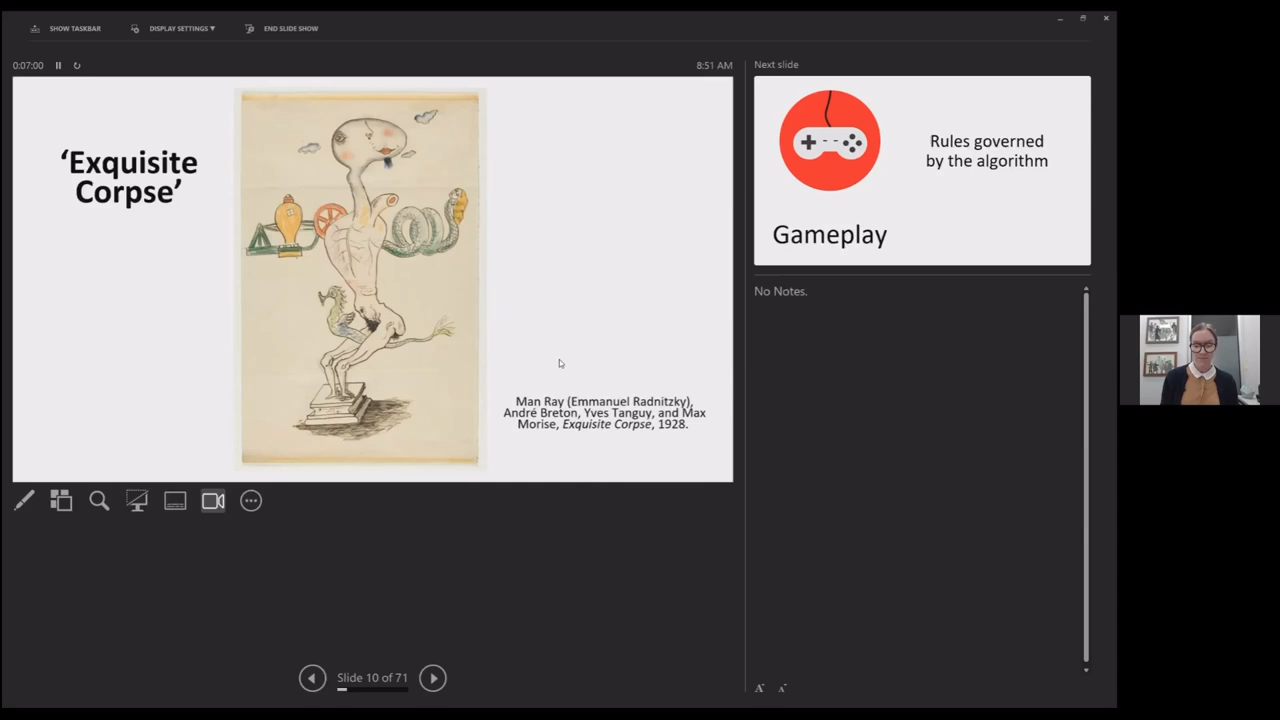 SHOW TASKBAR
DISPLAY SETTINGS ▼
END SLIDE SHOW
0:07:00
8:51 AM
‘Exquisite
Corpse’
Man Ray (Emmanuel Radnitzky),
André Breton, Yves Tanguy, and Max
Morise, Exquisite Corpse, 1928.
Next slide
Rules governed
by the algorithm
Gameplay
No Notes.
Slide 10 of 71
A
A